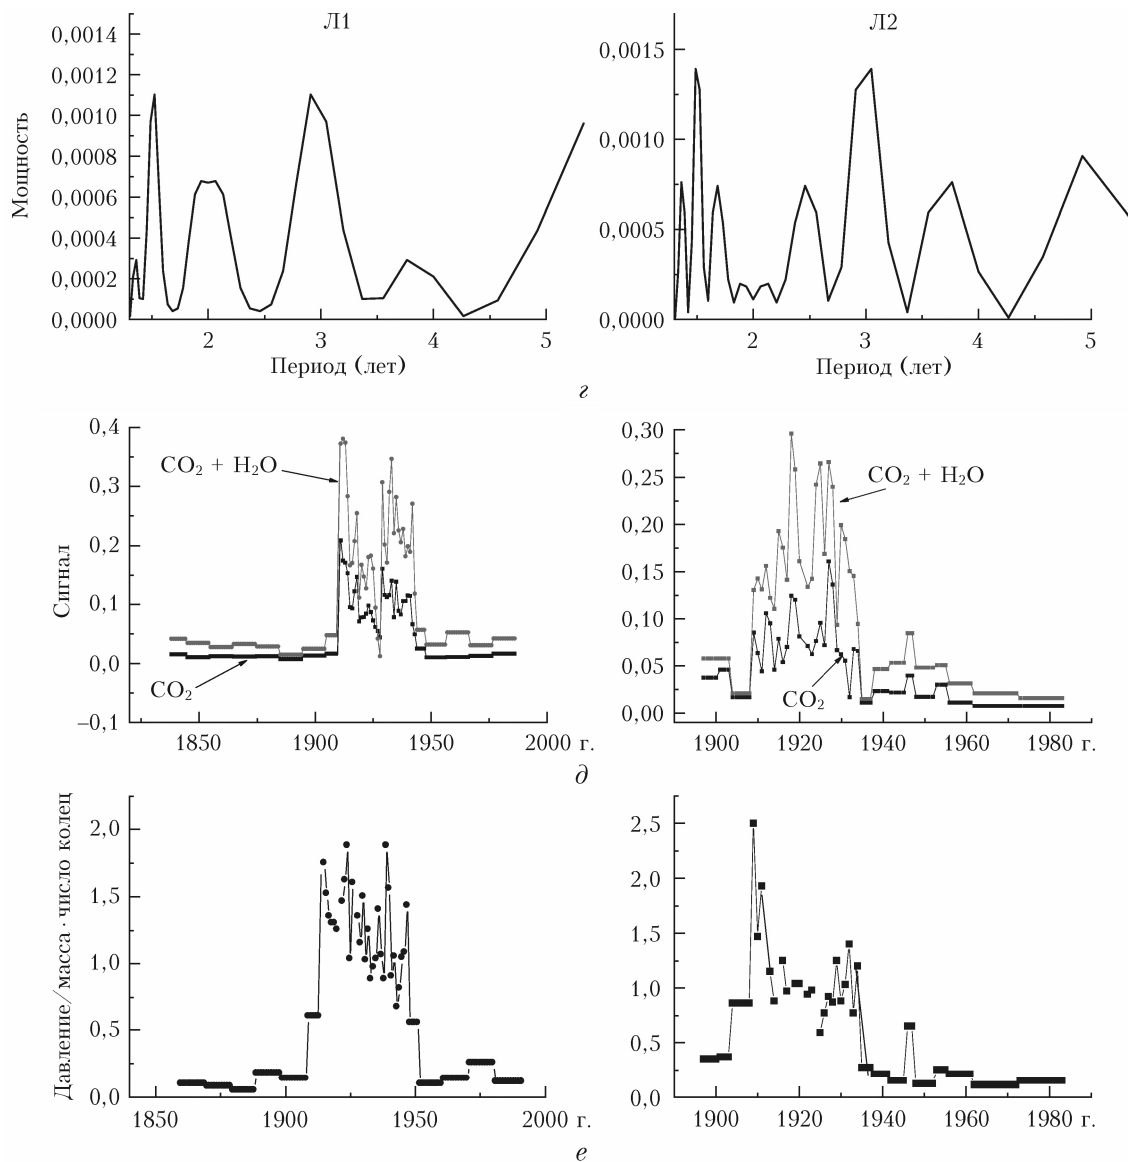 Л1
Л2
Мощность
0,0014
0,0012
0,0010
0,0008
0,0006
0,0004
0,0002
0,0000
2 3 4 5
Период (лет)
0,0015
0,0010
0,0005
0,0000
2 3 4 5
Период (лет)
г
Сигнал
0,4
0,3
0,2
0,1
0,0
–0,1
CO₂ + H₂O
CO₂
1850 1900 1950 2000 г.
0,30
0,25
0,20
0,15
0,10
0,05
0,00
CO₂ + H₂O
CO₂
1900 1920 1940 1960 1980 г.
д
Давление/масса · число колец
2,0
1,5
1,0
0,5
0,0
1850 1900 1950 2000 г.
2,5
2,0
1,5
1,0
0,5
0,0
1900 1920 1940 1960 1980 г.
е